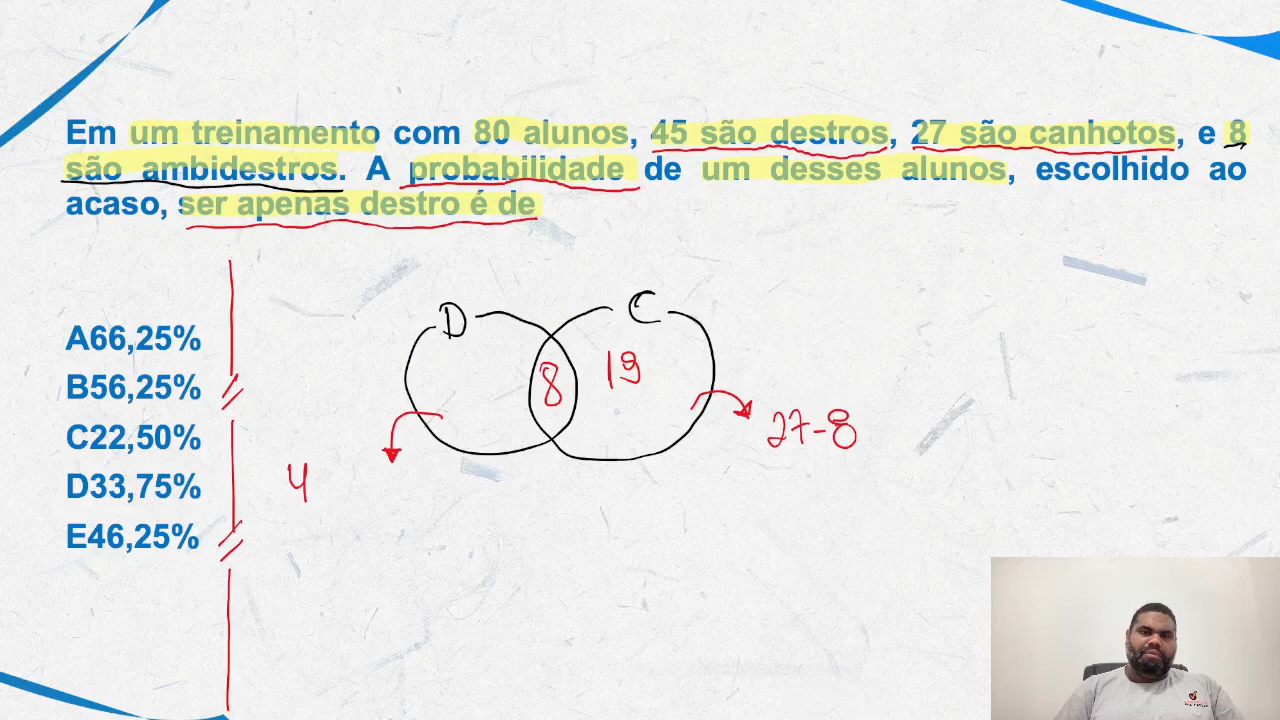 Em um treinamento com 80 alunos, 45 são destros, 27 são canhotos, e 8
são ambidestros. A probabilidade de um desses alunos, escolhido ao
acaso, ser apenas destro é de
D C
A66,25%
B56,25%
8 19
C22,50%
27-8
D33,75%
4
E46,25%